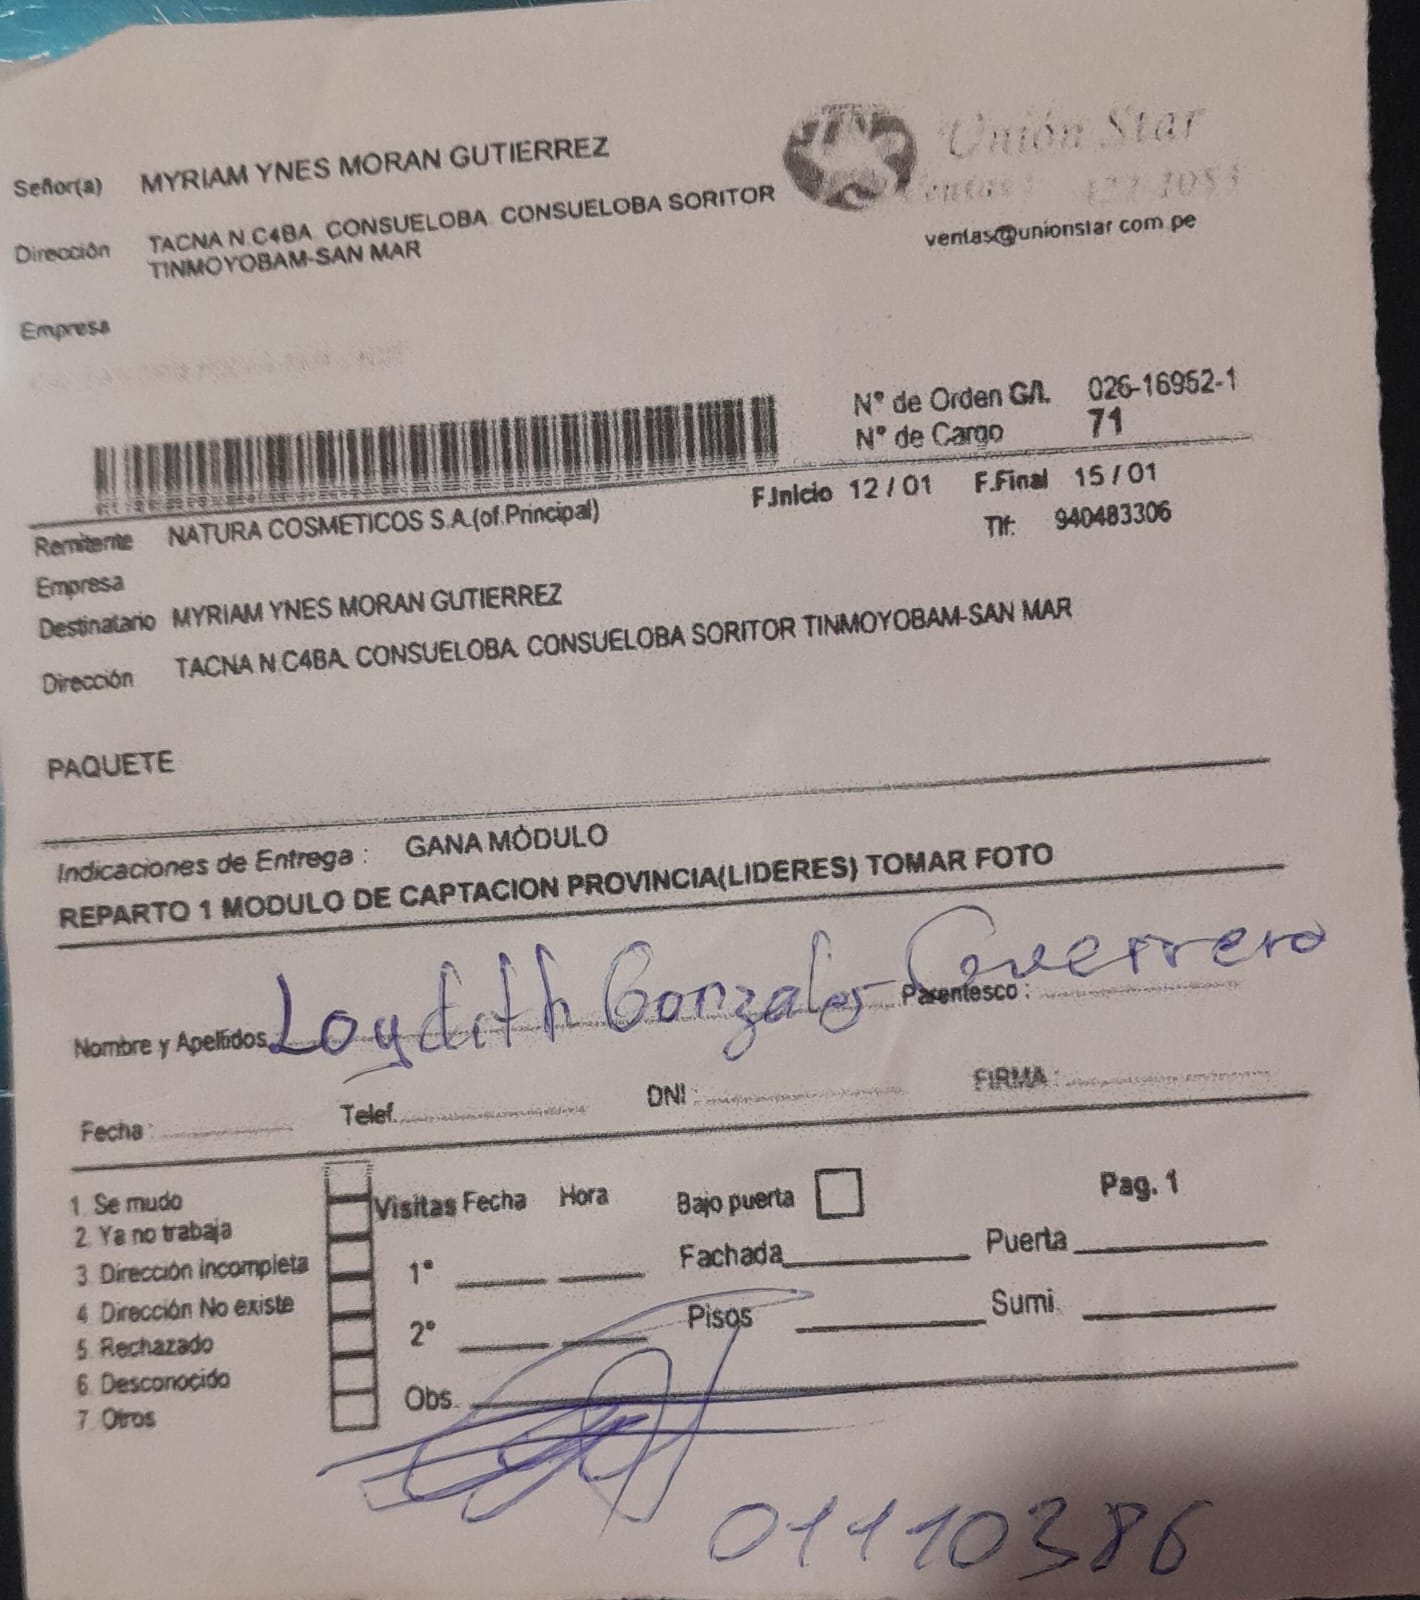 Unión Star
Señor(a) MYRIAM YNES MORAN GUTIERREZ
Ventas: 422-1053
Dirección TACNA N.C4BA. CONSUELOBA. CONSUELOBA SORITOR
TINMOYOBAM-SAN MAR
ventas@unionstar.com.pe
Empresa
N° de Orden G/I. 026-16952-1
N° de Cargo 71
F.Inicio 12 / 01 F.Final 15 / 01
Remitente NATURA COSMETICOS S.A.(of.Principal)
Tlf: 940483306
Empresa
Destinatario MYRIAM YNES MORAN GUTIERREZ
Dirección TACNA N.C4BA. CONSUELOBA. CONSUELOBA SORITOR TINMOYOBAM-SAN MAR
PAQUETE
Indicaciones de Entrega : GANA MÓDULO
REPARTO 1 MODULO DE CAPTACION PROVINCIA(LIDERES) TOMAR FOTO
Nombre y Apellidos Loydith Gonzales Guerrero Parentesco :
Fecha : Telef. DNI : FIRMA :
1. Se mudo
2. Ya no trabaja
3. Dirección incompleta
4. Dirección No existe
5. Rechazado
6. Desconocido
7. Otros
Visitas Fecha Hora Bajo puerta Pag. 1
1° Fachada Puerta
2° Pisos Sumi.
Obs.
01110386